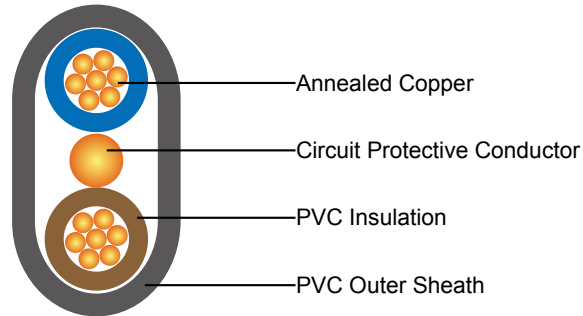 Annealed Copper
Circuit Protective Conductor
PVC Insulation
PVC Outer Sheath